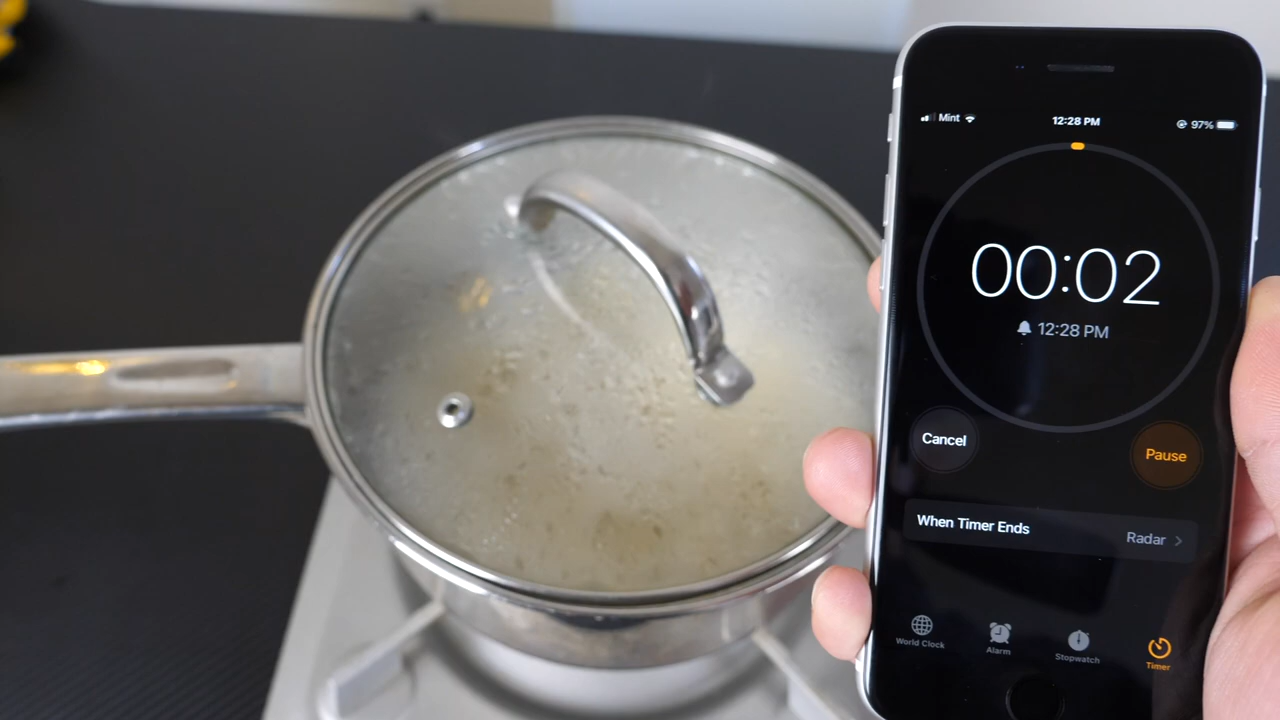 Mint 12:28 PM 97%
00:02
12:28 PM
Cancel Pause
When Timer Ends Radar
World Clock Alarm Stopwatch Timer